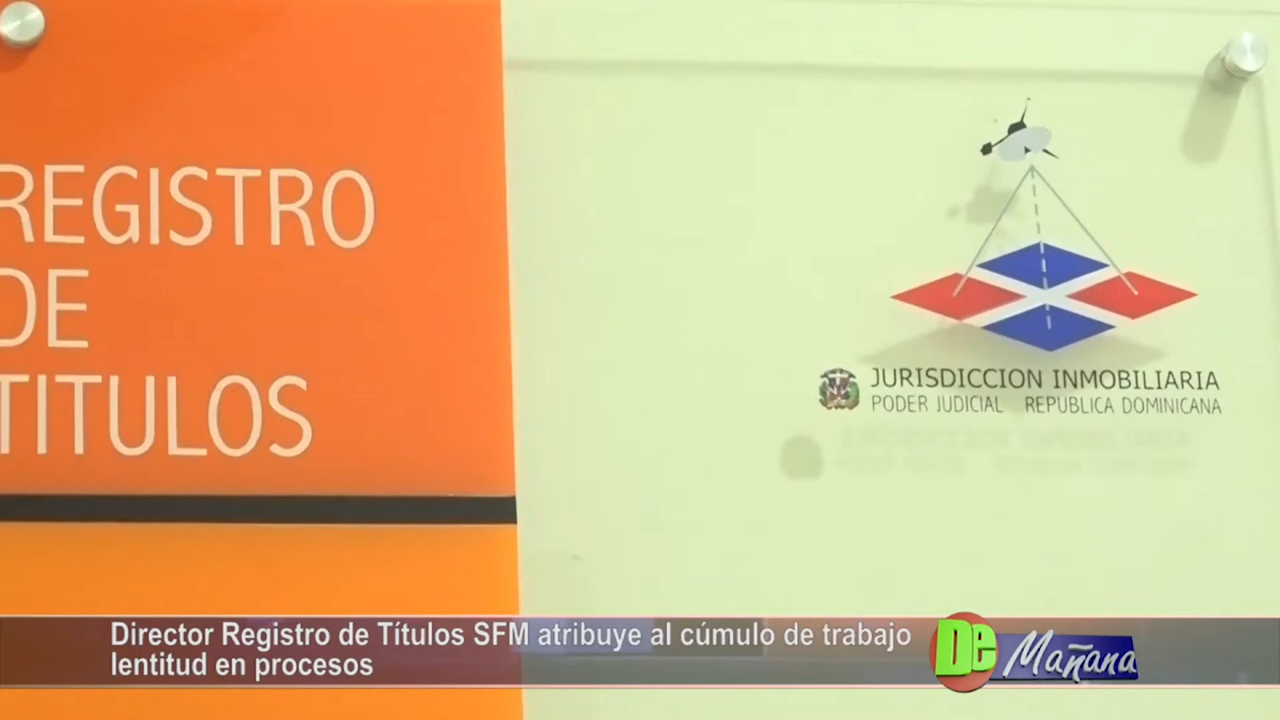 REGISTRO
DE
TITULOS
JURISDICCION INMOBILIARIA
PODER JUDICIAL REPUBLICA DOMINICANA
Director Registro de Títulos SFM atribuye al cúmulo de trabajo
lentitud en procesos
De Mañana